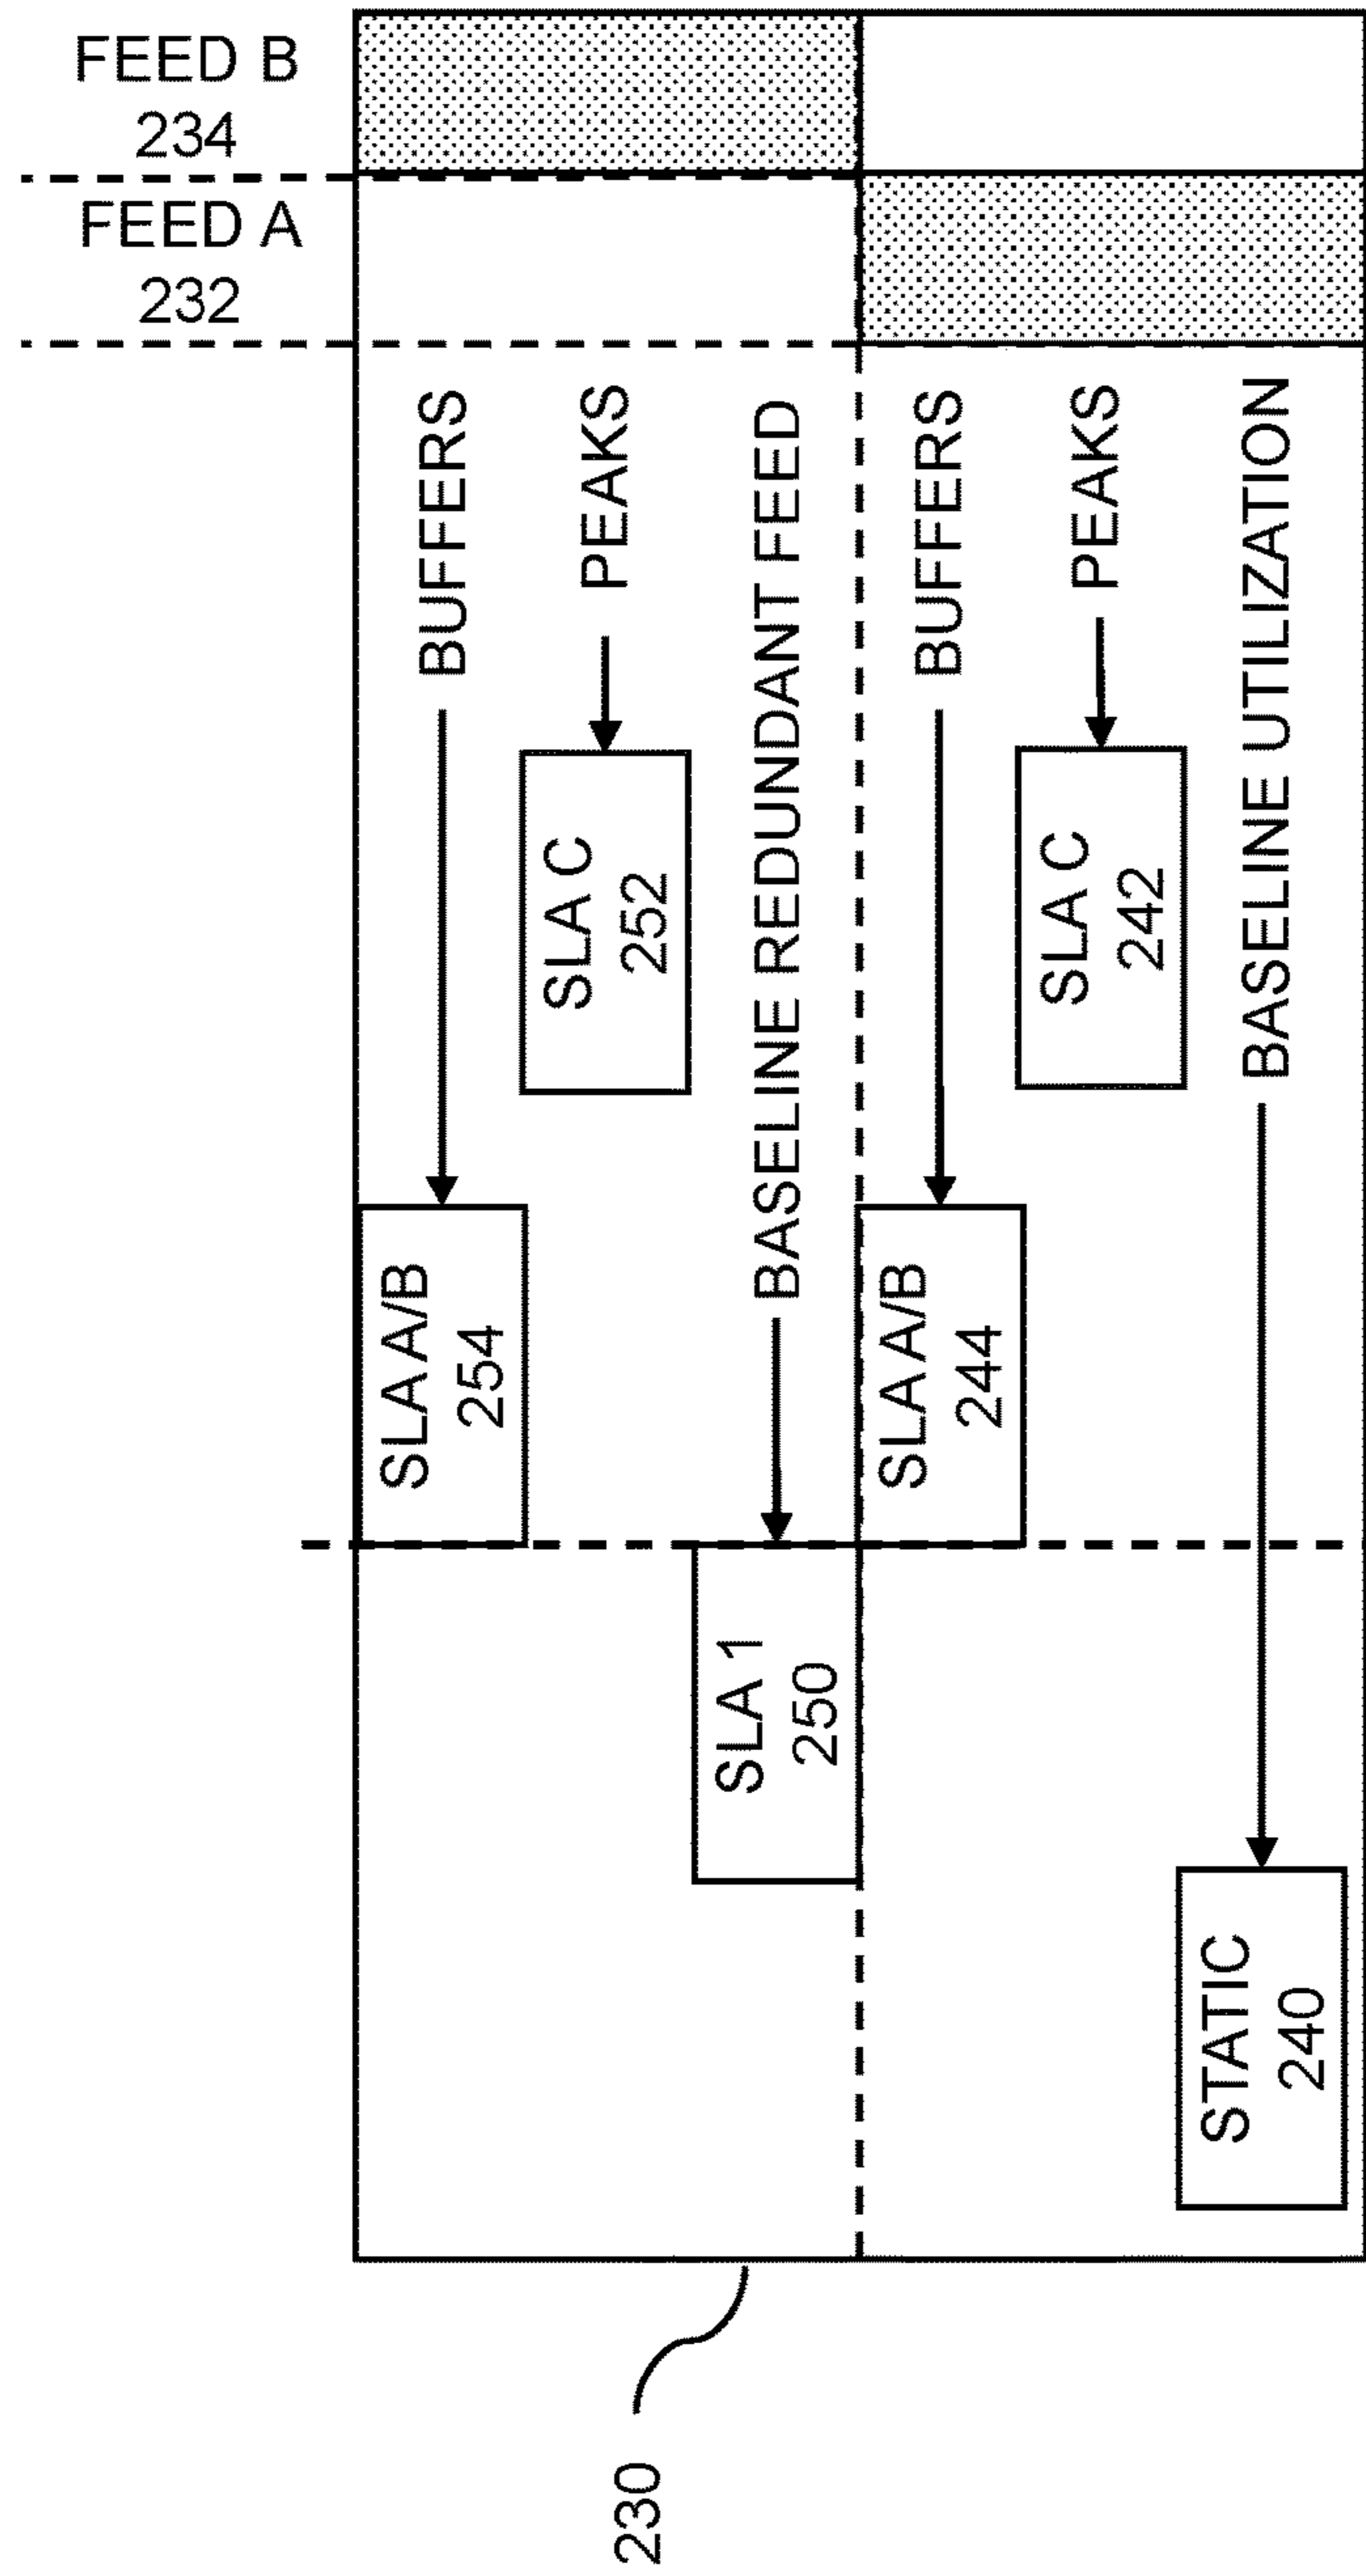 FEED B
234
FEED A
232
BUFFERS
SLA A/B
254
PEAKS
SLA C
252
BASELINE REDUNDANT FEED
SLA 1
250
BUFFERS
SLA A/B
244
PEAKS
SLA C
242
BASELINE UTILIZATION
STATIC
240
230